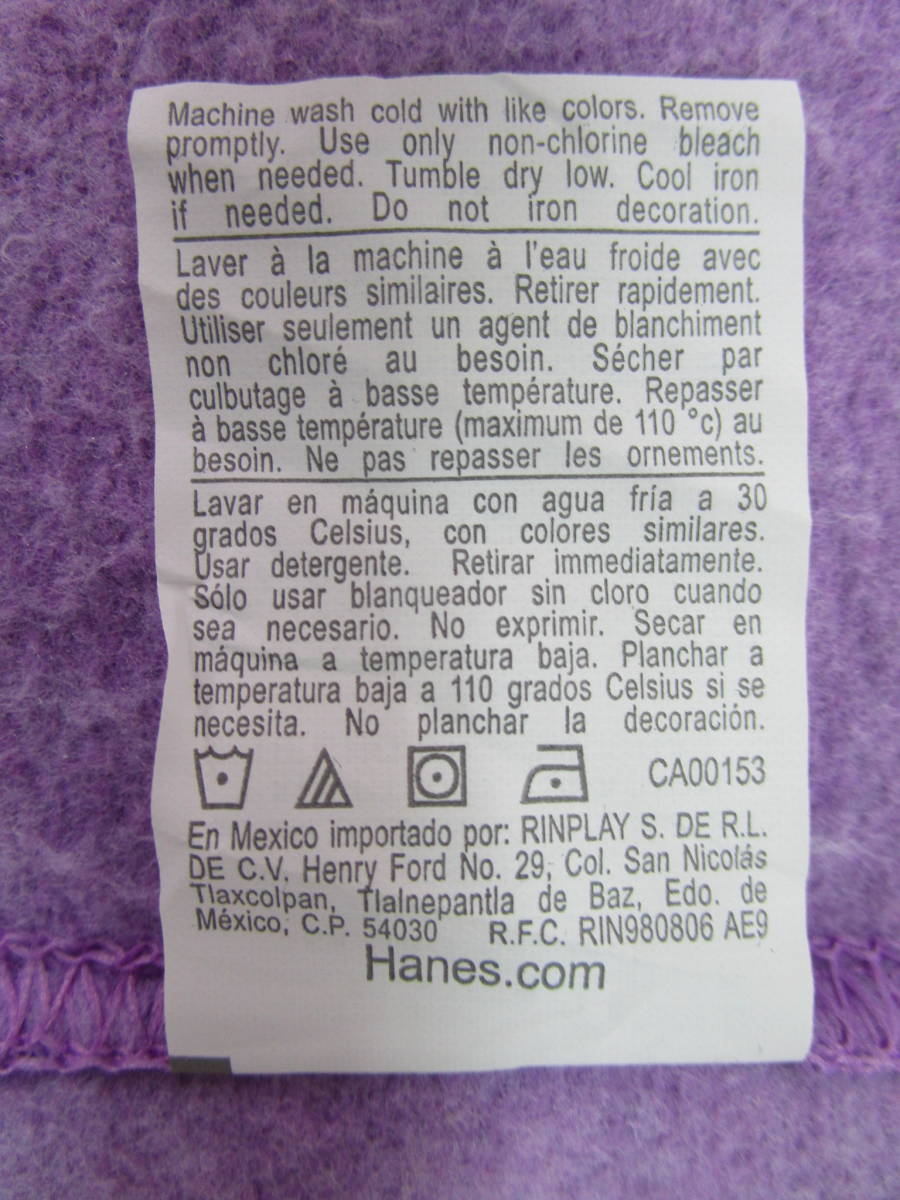 Machine wash cold with like colors. Remove
promptly. Use only non-chlorine bleach
when needed. Tumble dry low. Cool iron
if needed. Do not iron decoration.
Laver à la machine à l'eau froide avec
des couleurs similaires. Retirer rapidement.
Utiliser seulement un agent de blanchiment
non chloré au besoin. Sécher par
culbutage à basse température. Repasser
à basse température (maximum de 110 °c) au
besoin. Ne pas repasser les ornements.
Lavar en máquina con agua fría a 30
grados Celsius, con colores similares.
Usar detergente. Retirar immediatamente.
Sólo usar blanqueador sin cloro cuando
sea necesario. No exprimir. Secar en
máquina a temperatura baja. Planchar a
temperatura baja a 110 grados Celsius si se
necesita. No planchar la decoración.
CA00153
En Mexico importado por: RINPLAY S. DE R.L.
DE C.V, Henry Ford No. 29, Col. San Nicolás
Tlaxcolpan, Tlalnepantla de Baz, Edo. de
México, C.P. 54030 R.F.C. RIN980806 AE9
Hanes.com